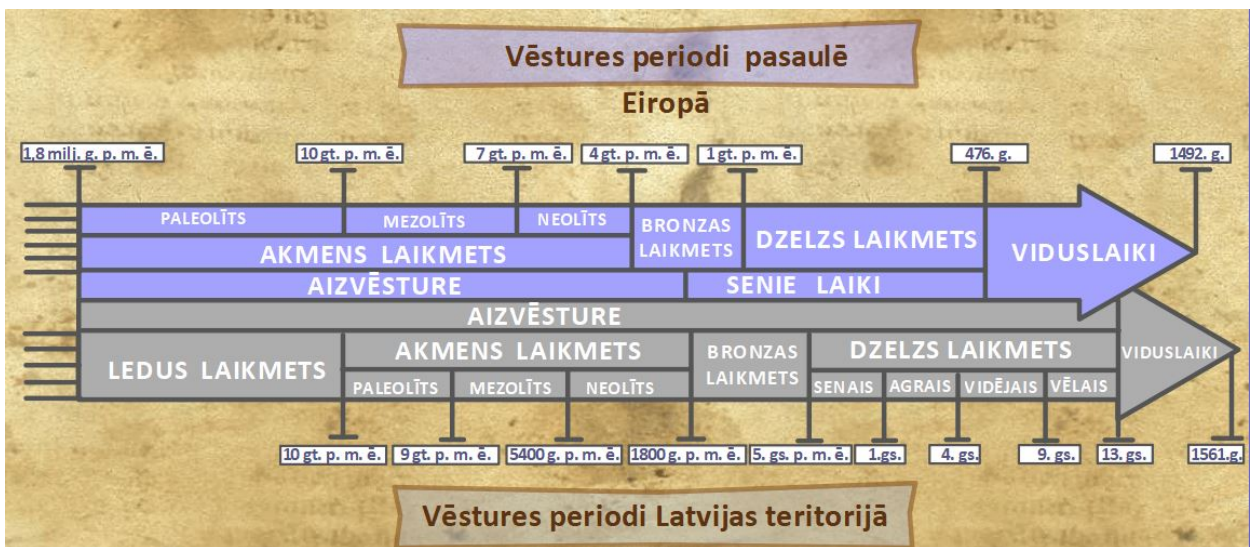 Vēstures periodi pasaulē
Eiropā
1,8 milj. g. p. m. ē. 10 gt. p. m. ē. 7 gt. p. m. ē. 4 gt. p. m. ē. 1 gt. p. m. ē. 476. g. 1492. g.
PALEOLĪTS MEZOLĪTS NEOLĪTS
BRONZAS LAIKMETS
DZELZS LAIKMETS
AKMENS LAIKMETS
VIDUSLAIKI
AIZVĒSTURE SENIE LAIKI
AIZVĒSTURE
LEDUS LAIKMETS
AKMENS LAIKMETS
BRONZAS LAIKMETS
DZELZS LAIKMETS
VIDUSLAIKI
PALEOLĪTS MEZOLĪTS NEOLĪTS
SENAIS AGRAIS VIDĒJAIS VĒLAIS
10 gt. p. m. ē. 9 gt. p. m. ē. 5400 g. p. m. ē. 1800 g. p. m. ē. 5. gs. p. m. ē. 1.gs. 4. gs. 9. gs. 13. gs. 1561.g.
Vēstures periodi Latvijas teritorijā